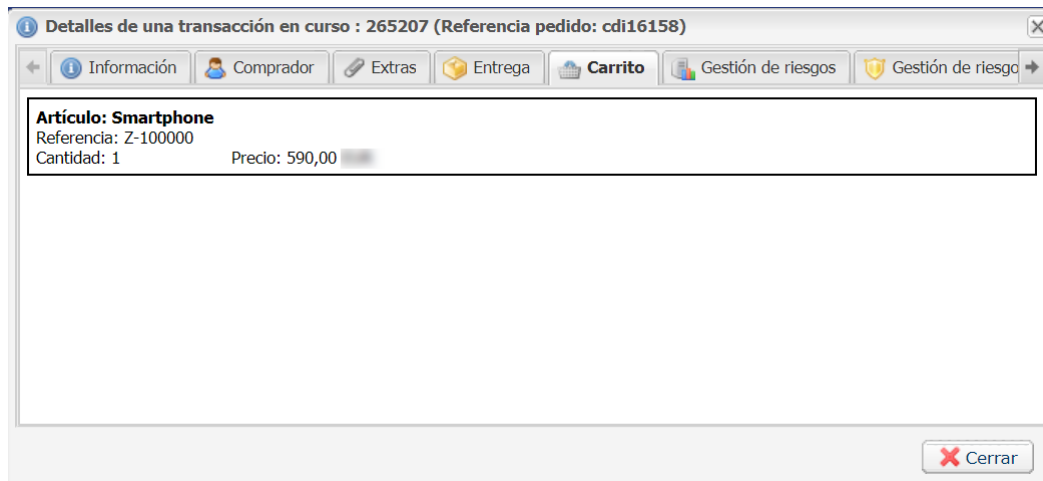 Detalles de una transacción en curso : 265207 (Referencia pedido: cdi16158)
Información Comprador Extras Entrega Carrito Gestión de riesgos Gestión de riesgo
Artículo: Smartphone
Referencia: Z-100000
Cantidad: 1 Precio: 590,00
Cerrar